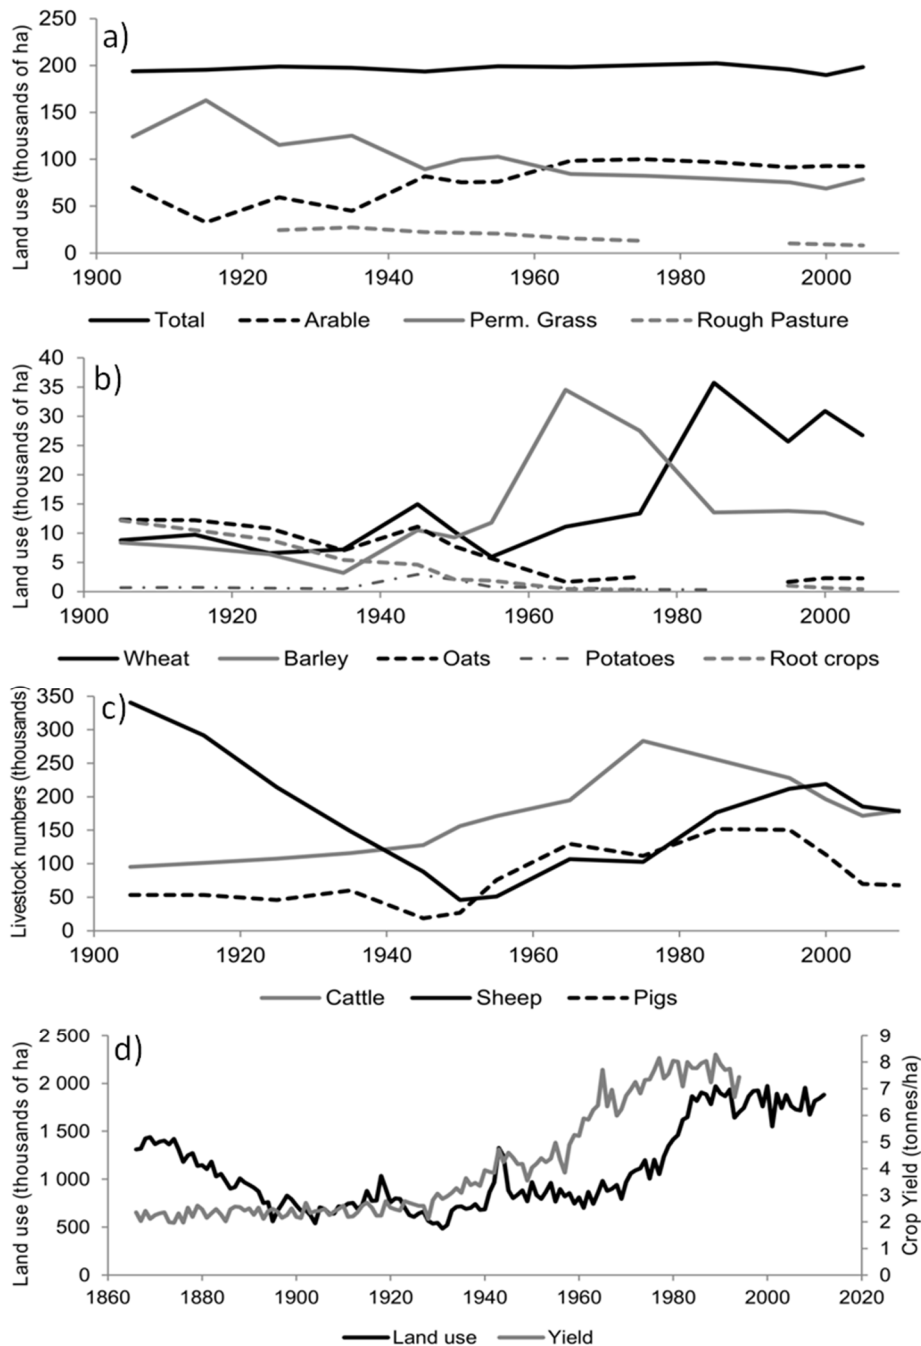 a)
Land use (thousands of ha)
250
200
150
100
50
0
1900 1920 1940 1960 1980 2000
Total Arable Perm. Grass Rough Pasture
b)
Land use (thousands of ha)
40
35
30
25
20
15
10
5
0
1900 1920 1940 1960 1980 2000
Wheat Barley Oats Potatoes Root crops
c)
Livestock numbers (thousands)
350
300
250
200
150
100
50
0
1900 1920 1940 1960 1980 2000
Cattle Sheep Pigs
d)
Land use (thousands of ha)
2 500
2 000
1 500
1 000
500
0
9
8
7
6
5
4
3
2
1
0
Crop Yield (tonnes/ha)
1860 1880 1900 1920 1940 1960 1980 2000 2020
Land use Yield